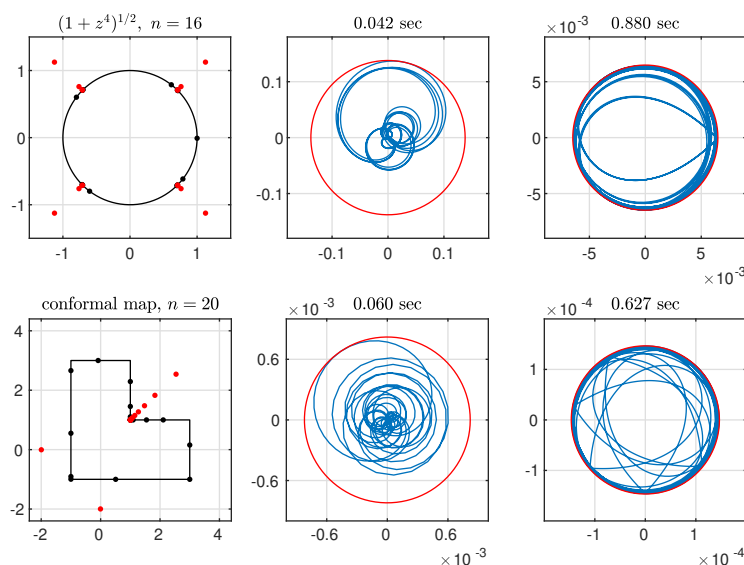 (1 + z^4)^{1/2}, n = 16
1
0
-1
-1 0 1
0.042 sec
0.1
0
-0.1
-0.1 0 0.1
0.880 sec
×10^{-3}
5
0
-5
-5 0 5
×10^{-3}
conformal map, n = 20
4
2
0
-2
-2 0 2 4
0.060 sec
×10^{-3}
0.6
0
-0.6
-0.6 0 0.6
×10^{-3}
0.627 sec
×10^{-4}
1
0
-1
-1 0 1
×10^{-4}